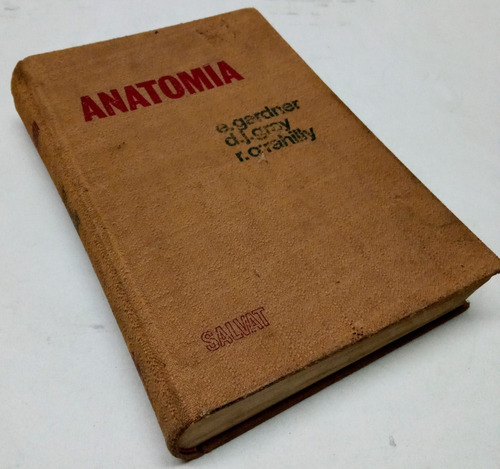 ANATOMIA
e. gardner
d. j. gray
r. o'rahilly
SALVAT